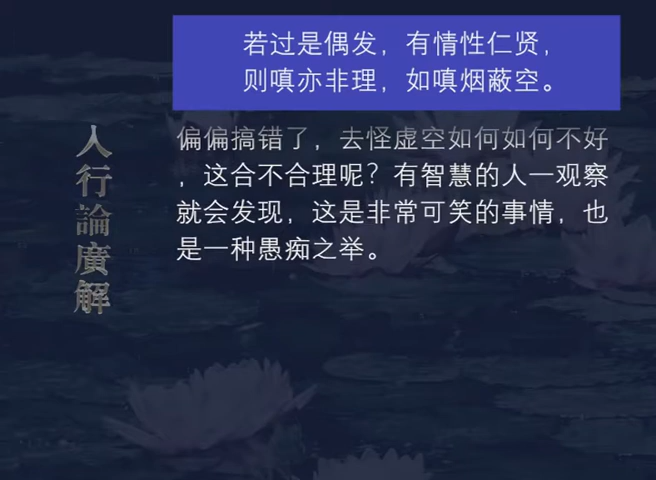 若过是偶发，有情性仁贤，
则嗔亦非理，如嗔烟蔽空。
偏偏搞错了，去怪虚空如何如何不好
，这合不合理呢？有智慧的人一观察
就会发现，这是非常可笑的事情，也
是一种愚痴之举。
入行論廣解